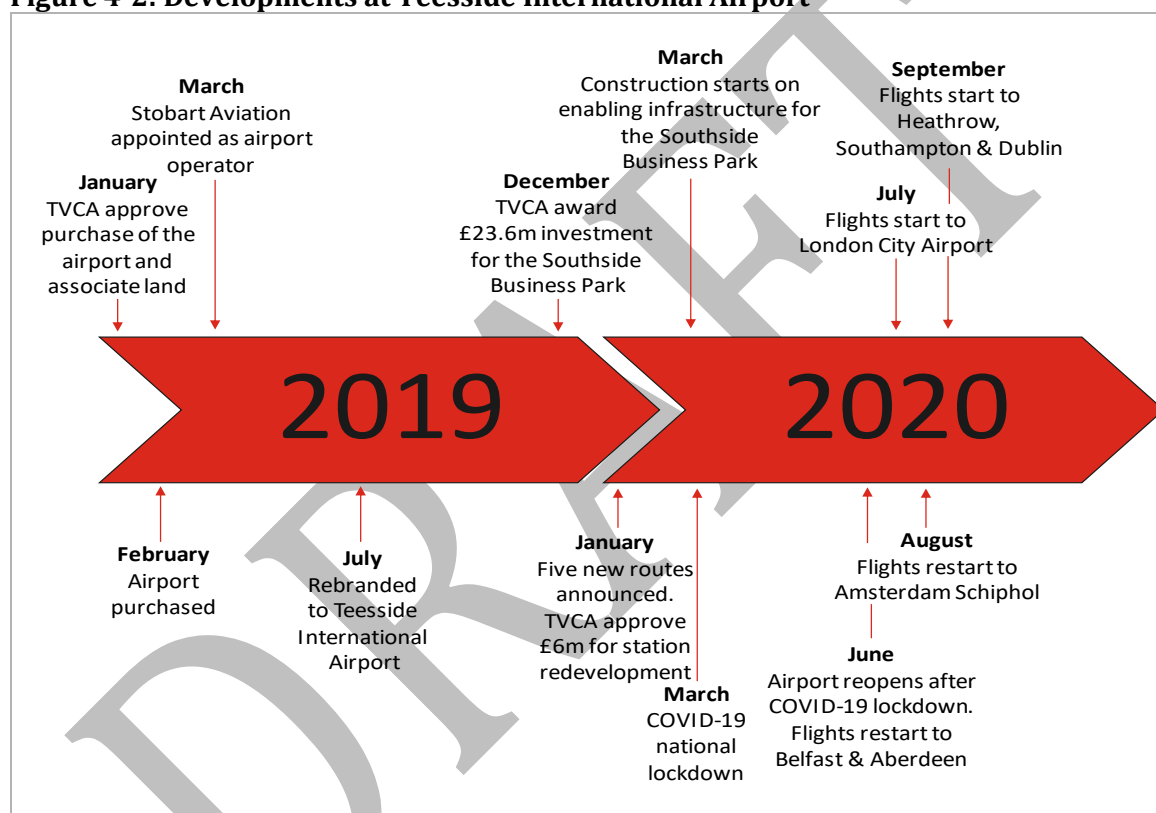 Figure 4-2: Developments at Teesside International Airport
March
Stobart Aviation
appointed as airport
operator
January
TVCA approve
purchase of the
airport and
associate land
December
TVCA award
£23.6m investment
for the Southside
Business Park
March
Construction starts on
enabling infrastructure for
the Southside
Business Park
September
Flights start to
Heathrow,
Southampton & Dublin
July
Flights start to
London City Airport
2019
2020
February
Airport
purchased
July
Rebranded
to Teesside
International
Airport
January
Five new routes
announced.
TVCA approve
£6m for station
redevelopment
March
COVID-19
national
lockdown
August
Flights restart to
Amsterdam Schiphol
June
Airport reopens after
COVID-19 lockdown.
Flights restart to
Belfast & Aberdeen
DRAFT